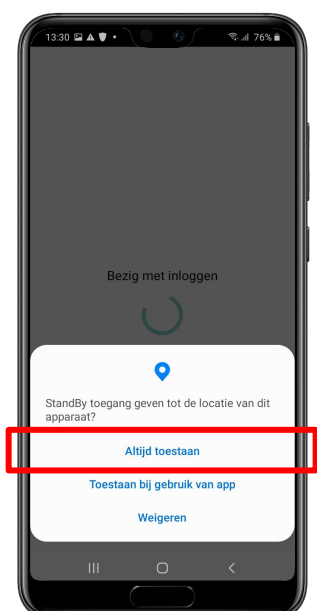 13:30
76%
Bezig met inloggen
StandBy toegang geven tot de locatie van dit
apparaat?
Altijd toestaan
Toestaan bij gebruik van app
Weigeren